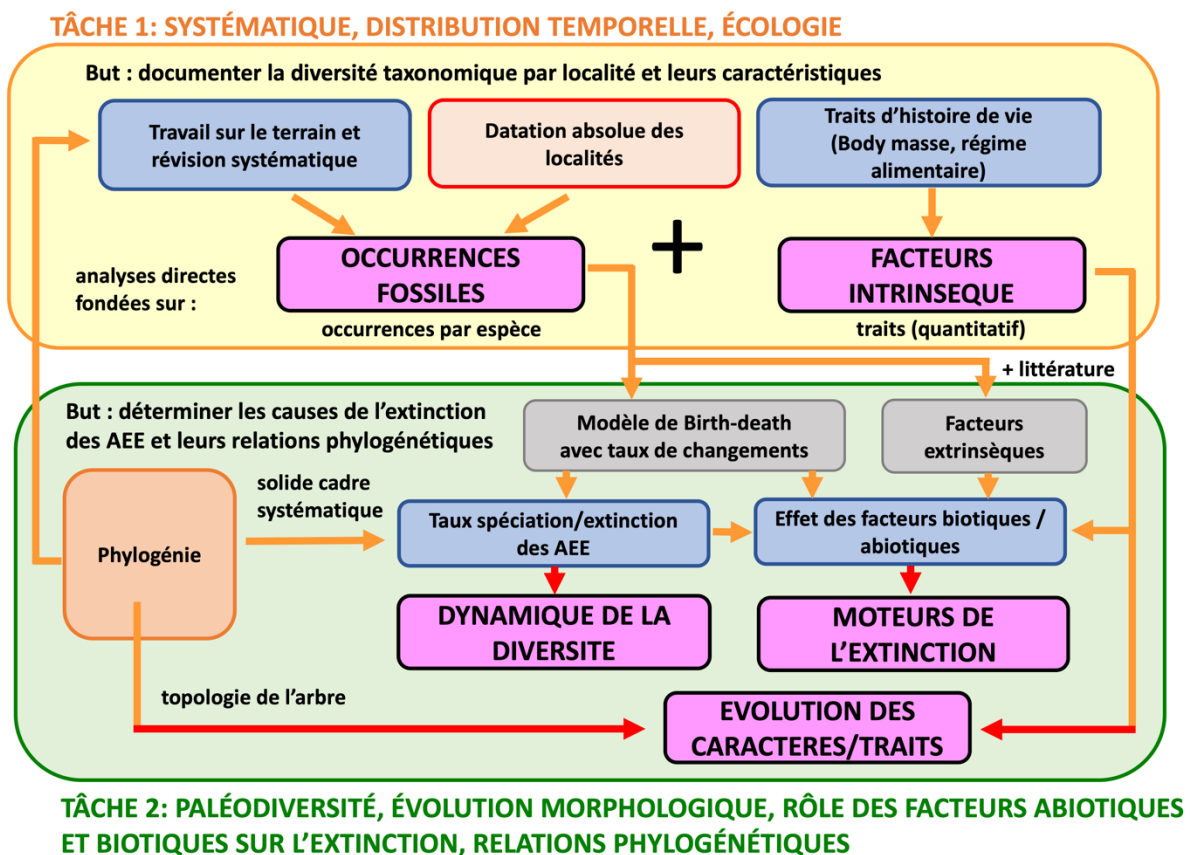 TÂCHE 1: SYSTÉMATIQUE, DISTRIBUTION TEMPORELLE, ÉCOLOGIE
But : documenter la diversité taxonomique par localité et leurs caractéristiques
Travail sur le terrain et
révision systématique
Datation absolue des
localités
Traits d'histoire de vie
(Body masse, régime
alimentaire)
+
analyses directes
fondées sur :
OCCURRENCES
FOSSILES
occurrences par espèce
FACTEURS
INTRINSEQUE
traits (quantitatif)
+ littérature
But : déterminer les causes de l'extinction
des AEE et leurs relations phylogénétiques
Modèle de Birth-death
avec taux de changements
Facteurs
extrinsèques
Phylogénie
solide cadre
systématique
Taux spéciation/extinction
des AEE
Effet des facteurs biotiques /
abiotiques
DYNAMIQUE DE LA
DIVERSITE
MOTEURS DE
L'EXTINCTION
topologie de l'arbre
EVOLUTION DES
CARACTERES/TRAITS
TÂCHE 2: PALÉODIVERSITÉ, ÉVOLUTION MORPHOLOGIQUE, RÔLE DES FACTEURS ABIOTIQUES
ET BIOTIQUES SUR L'EXTINCTION, RELATIONS PHYLOGÉNÉTIQUES